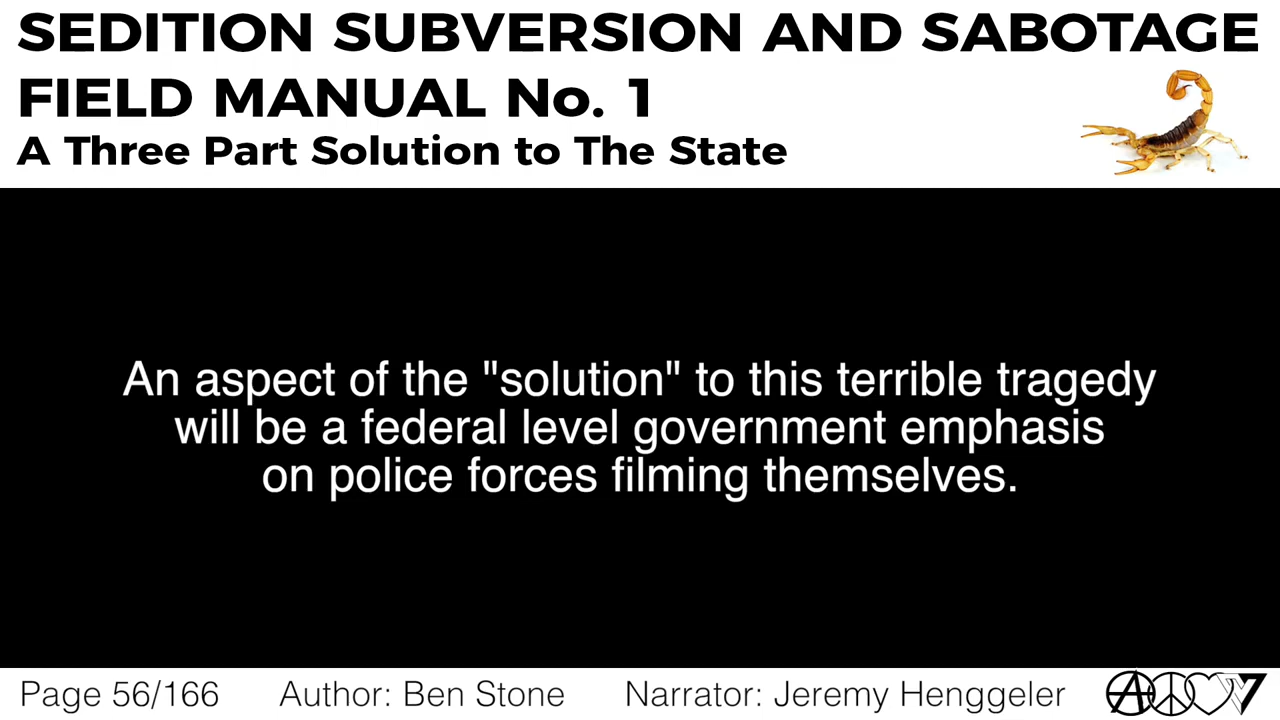 SEDITION SUBVERSION AND SABOTAGE
FIELD MANUAL No. 1
A Three Part Solution to The State
An aspect of the "solution" to this terrible tragedy
will be a federal level government emphasis
on police forces filming themselves.
Page 56/166 Author: Ben Stone Narrator: Jeremy Henggeler